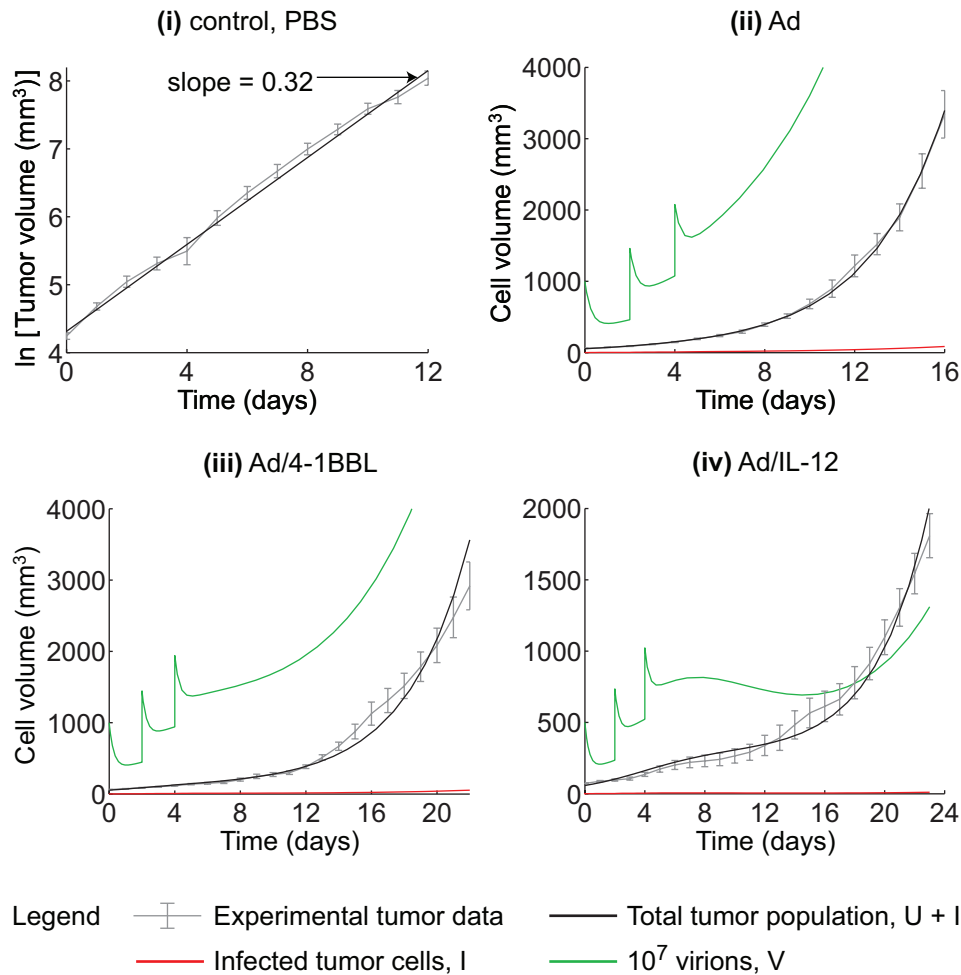 (i) control, PBS
ln [Tumor volume (mm³)]
8
7
6
5
4
slope = 0.32
0 4 8 12
Time (days)
(ii) Ad
Cell volume (mm³)
4000
3000
2000
1000
0
0 4 8 12 16
Time (days)
(iii) Ad/4-1BBL
Cell volume (mm³)
4000
3000
2000
1000
0
0 4 8 12 16 20
Time (days)
(iv) Ad/IL-12
2000
1500
1000
500
0
0 4 8 12 16 20 24
Time (days)
Legend
Experimental tumor data
Total tumor population, U + I
Infected tumor cells, I
10⁷ virions, V